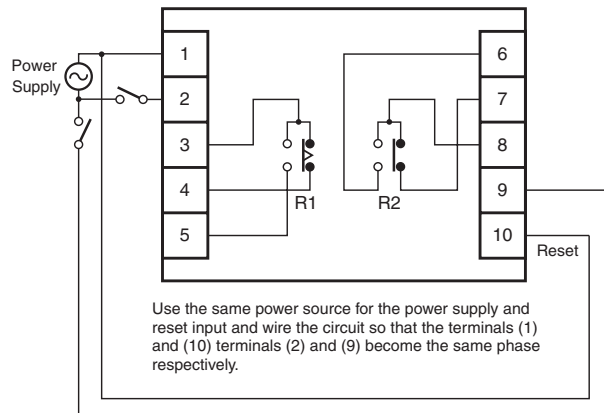 Power
Supply
1
2
3
4
5
R1
R2
6
7
8
9
10
Reset
Use the same power source for the power supply and
reset input and wire the circuit so that the terminals (1)
and (10) terminals (2) and (9) become the same phase
respectively.